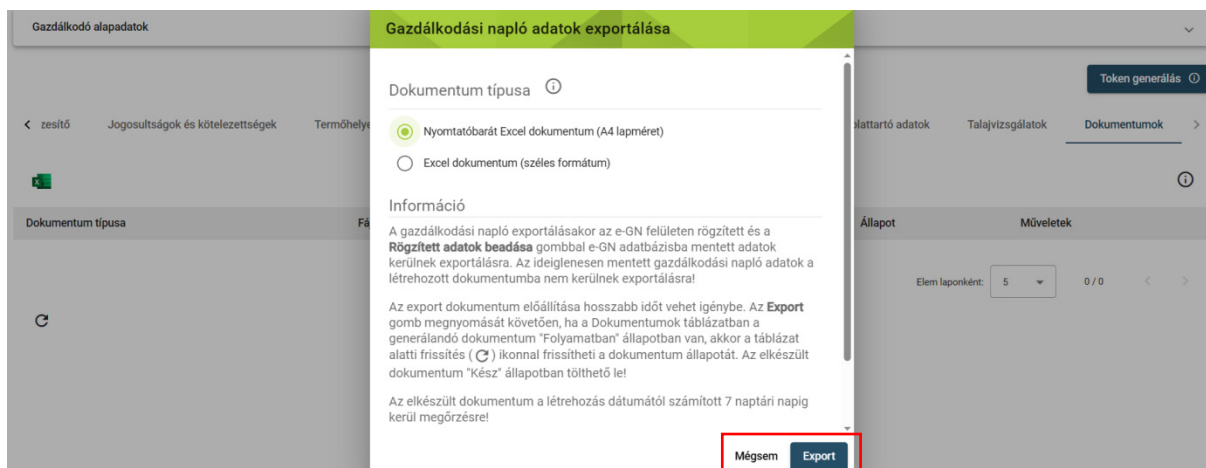 Gazdálkodó alapadatok
Gazdálkodási napló adatok exportálása
Token generálás
Dokumentum típusa
zesítő
Jogosultságok és kötelezettségek
Termőhelye
Nyomtatóbarát Excel dokumentum (A4 lapméret)
lattartó adatok
Talajvizsgálatok
Dokumentumok
Excel dokumentum (széles formátum)
Információ
Dokumentum típusa
Fá
Állapot
Műveletek
A gazdálkodási napló exportálásakor az e-GN felületen rögzített és a
Rögzített adatok beadása gombbal e-GN adatbázisba mentett adatok
kerülnek exportálásra. Az ideiglenesen mentett gazdálkodási napló adatok a
létrehozott dokumentumba nem kerülnek exportálásra!
Elem laponként:
5
0 / 0
Az export dokumentum előállítása hosszabb időt vehet igénybe. Az Export
gomb megnyomását követően, ha a Dokumentumok táblázatban a
generálandó dokumentum "Folyamatban" állapotban van, akkor a táblázat
alatti frissítés ( ) ikonnal frissítheti a dokumentum állapotát. Az elkészült
dokumentum "Kész" állapotban tölthető le!
Az elkészült dokumentum a létrehozás dátumától számított 7 naptári napig
kerül megőrzésre!
Mégsem
Export